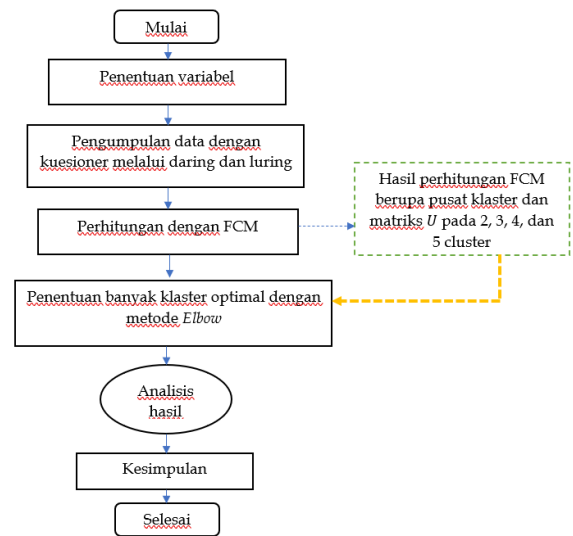 Mulai
Penentuan variabel
Pengumpulan data dengan
kuesioner melalui daring dan luring
Perhitungan dengan FCM
Hasil perhitungan FCM
berupa pusat klaster dan
matriks U pada 2, 3, 4, dan
5 cluster
Penentuan banyak klaster optimal dengan
metode Elbow
Analisis
hasil
Kesimpulan
Selesai